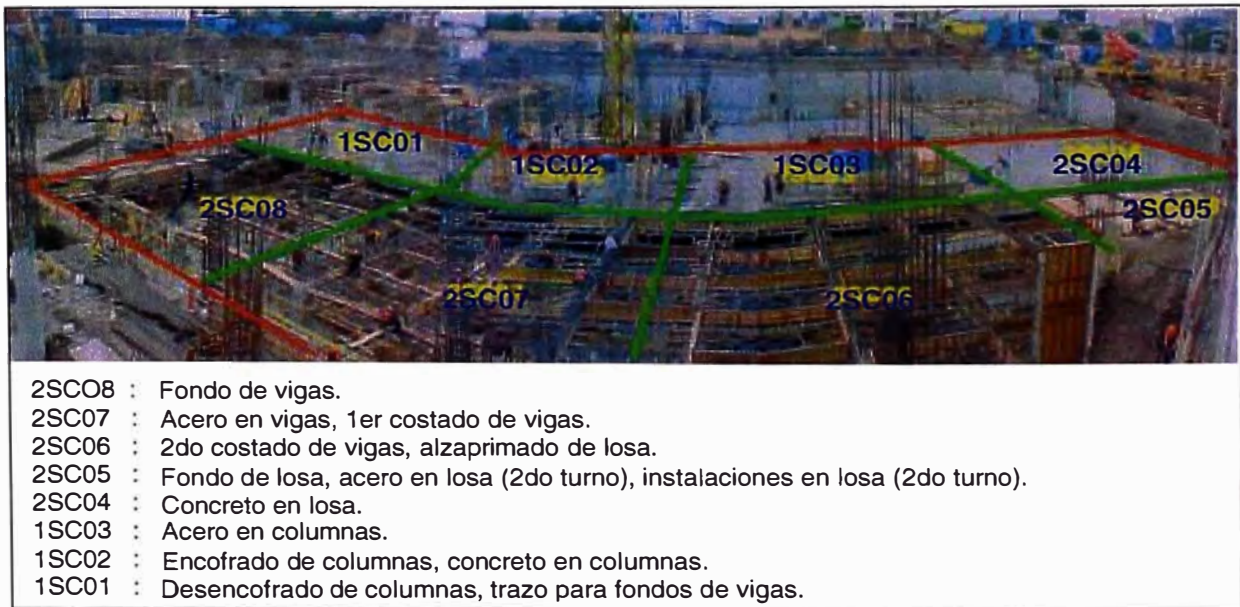 1SC01
1SC02
1SC03
2SC04
2SC08
2SC05
2SC07
2SC06
2SCO8 : Fondo de vigas.
2SC07 : Acero en vigas, 1er costado de vigas.
2SC06 : 2do costado de vigas, alzaprimado de losa.
2SC05 : Fondo de losa, acero en losa (2do turno), instalaciones en losa (2do turno).
2SC04 : Concreto en losa.
1SC03 : Acero en columnas.
1SC02 : Encofrado de columnas, concreto en columnas.
1SC01 : Desencofrado de columnas, trazo para fondos de vigas.